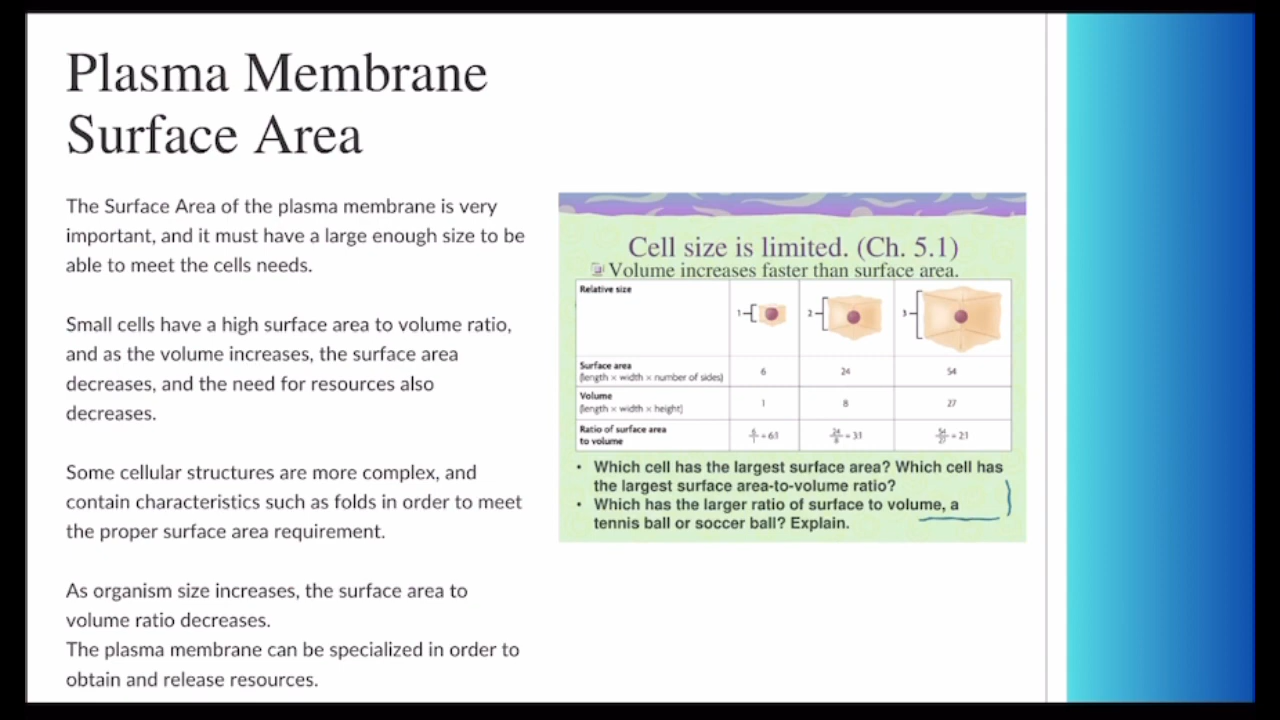 Plasma Membrane
Surface Area
The Surface Area of the plasma membrane is very
important, and it must have a large enough size to be
able to meet the cells needs.
Small cells have a high surface area to volume ratio,
and as the volume increases, the surface area
decreases, and the need for resources also
decreases.
Some cellular structures are more complex, and
contain characteristics such as folds in order to meet
the proper surface area requirement.
As organism size increases, the surface area to
volume ratio decreases.
The plasma membrane can be specialized in order to
obtain and release resources.
Cell size is limited. (Ch. 5.1)
Volume increases faster than surface area.
Relative size
1 2 3
Surface area
(length × width × number of sides) 6 24 54
Volume
(length × width × height) 1 8 27
Ratio of surface area
to volume 6/1 = 6:1 24/8 = 3:1 54/27 = 2:1
• Which cell has the largest surface area? Which cell has
the largest surface area-to-volume ratio?
• Which has the larger ratio of surface to volume, a
tennis ball or soccer ball? Explain.